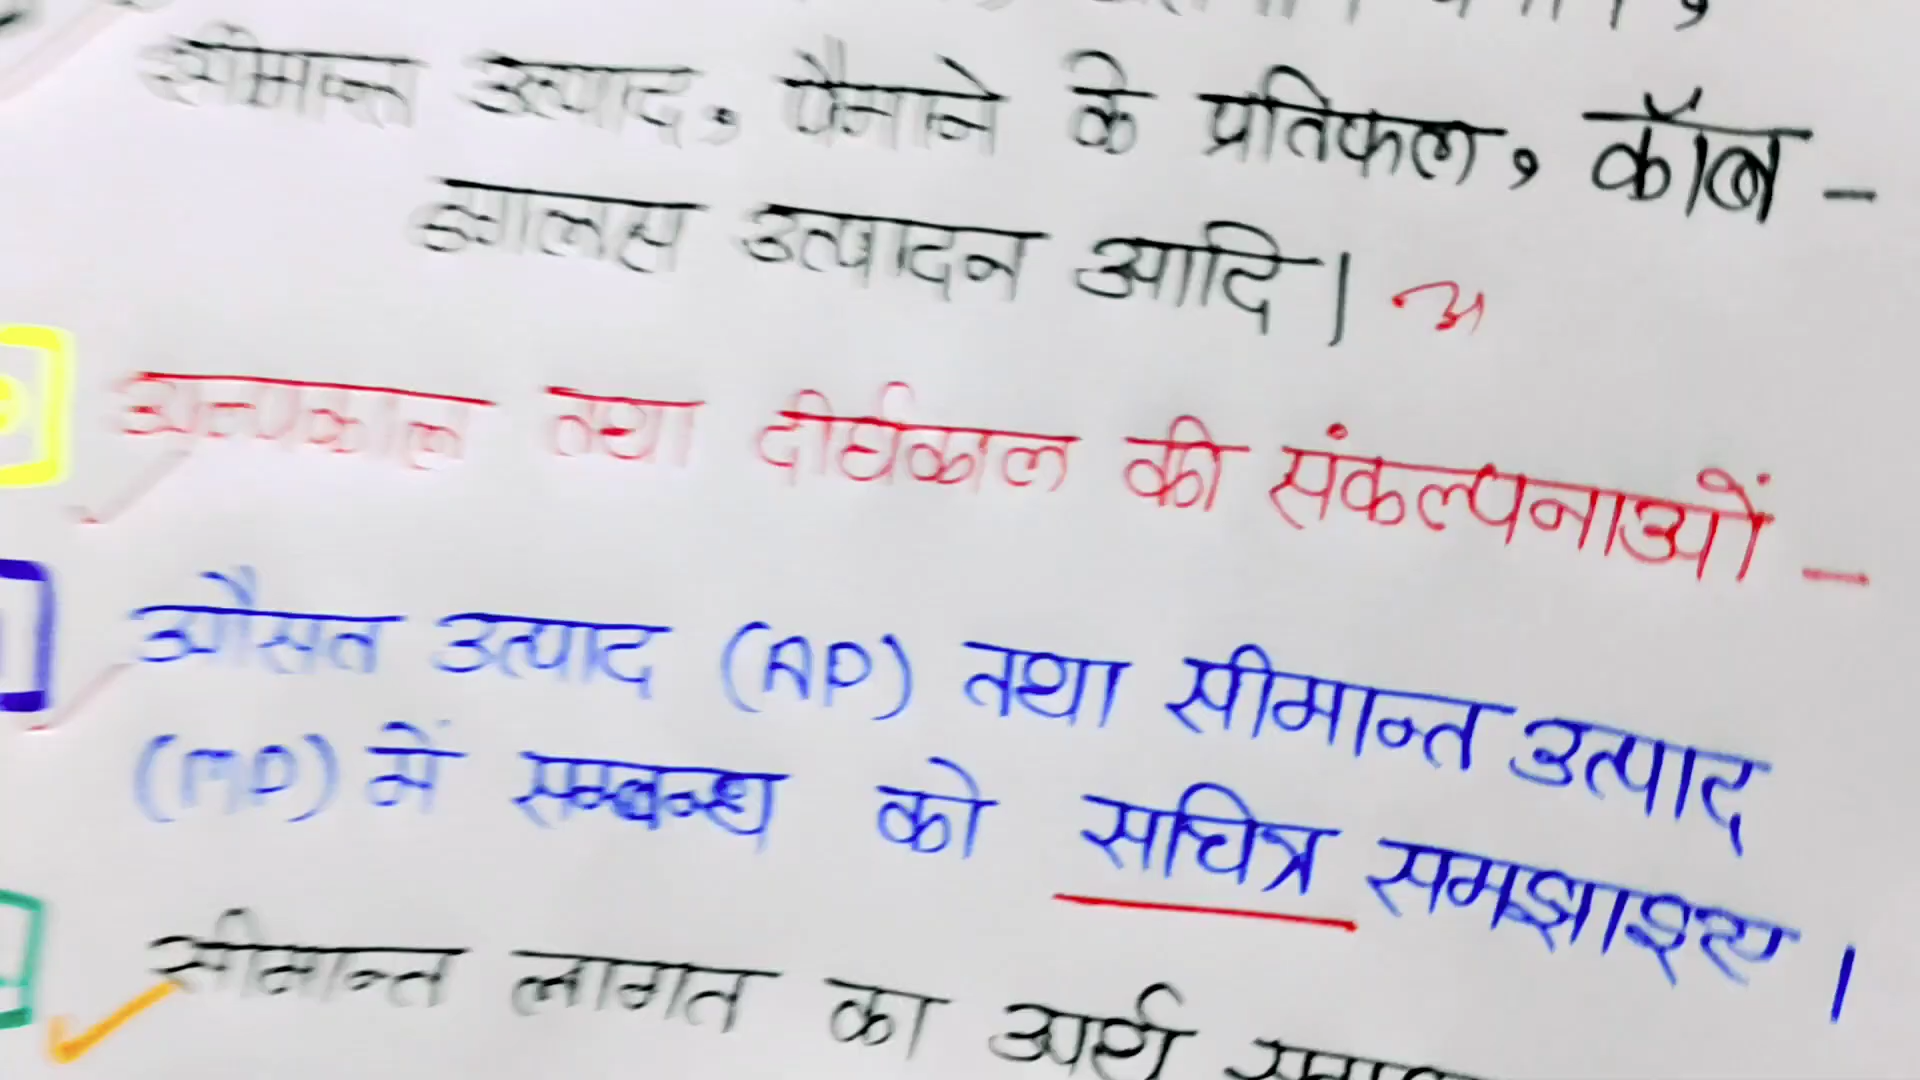 सीमान्त उत्पाद, पैमाने के प्रतिफल, कॉब -
डगलस उत्पादन आदि।
अल्पकाल तथा दीर्घकाल की संकल्पनाओं -
औसत उत्पाद (AP) तथा सीमान्त उत्पाद
(MP) में सम्बन्ध को सचित्र समझाइए ।
सीमान्त लागत का अर्थ